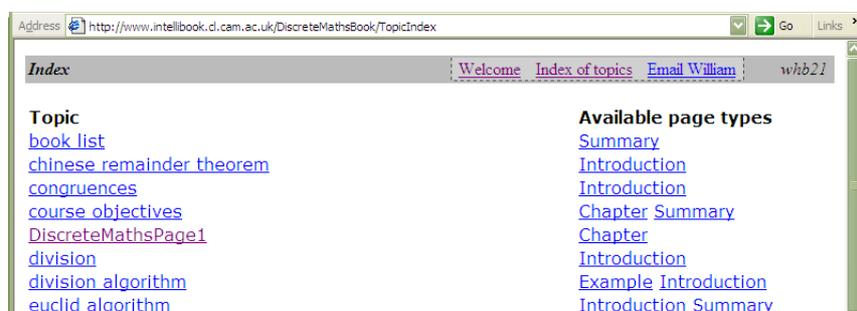 Address http://www.intellibook.cl.cam.ac.uk/DiscreteMathsBook/TopicIndex Go Links
Index Welcome Index of topics Email William whb21
Topic Available page types
book list Summary
chinese remainder theorem Introduction
congruences Introduction
course objectives Chapter Summary
DiscreteMathsPage1 Chapter
division Introduction
division algorithm Example Introduction
euclid algorithm Introduction Summary